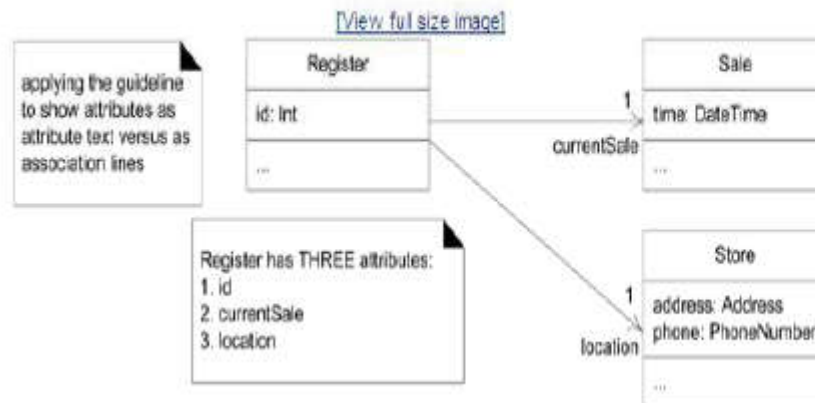 [View full size image]
applying the guideline
to show attributes as
attribute text versus as
association lines
Register
id: Int
...
1
currentSale
Sale
time: DateTime
...
Register has THREE attributes:
1. id
2. currentSale
3. location
1
location
Store
address: Address
phone: PhoneNumber
...